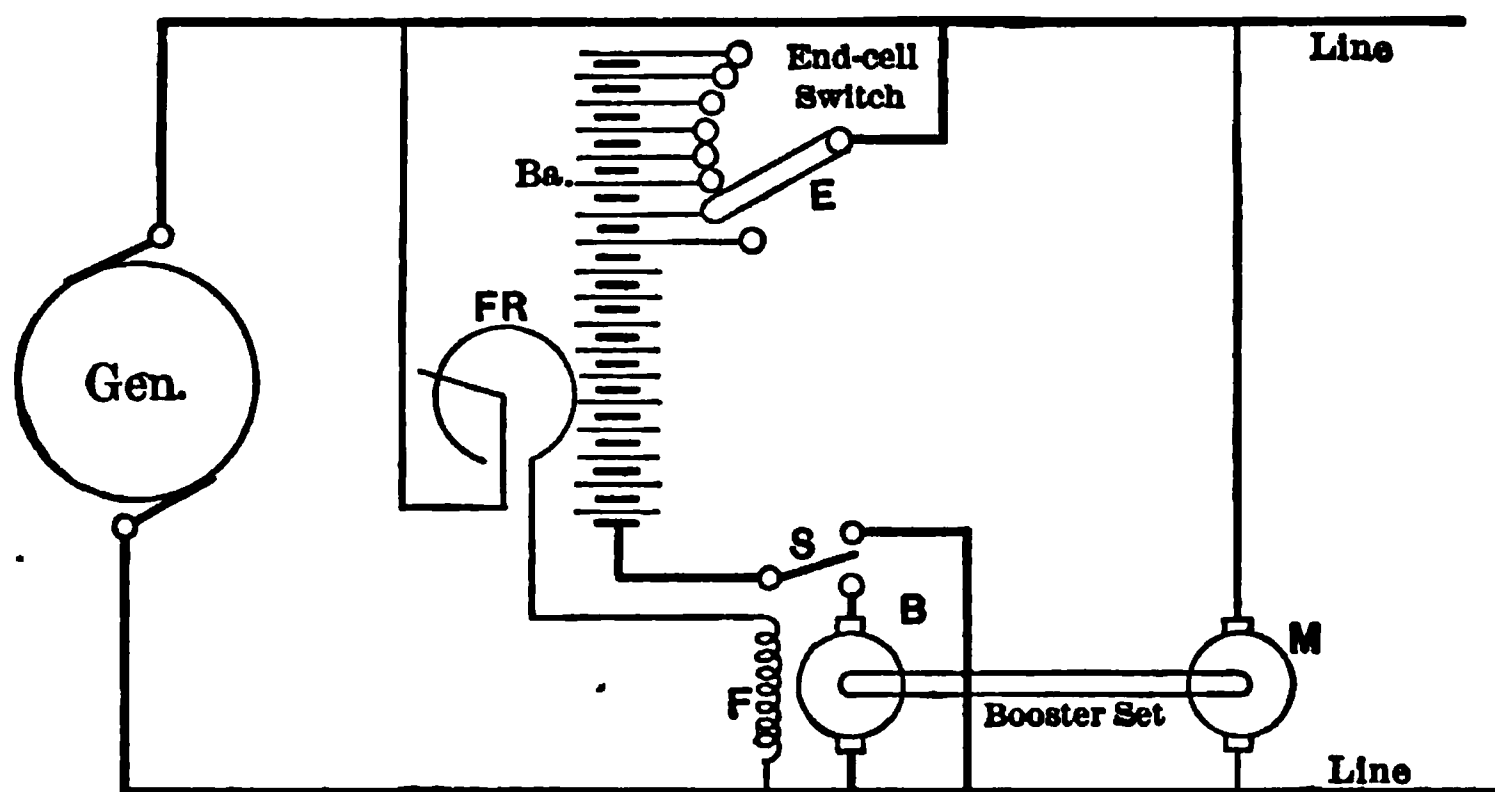 Line
End-cell
Switch
Ba.
E
FR
Gen.
S
B
M
F
Booster Set
Line